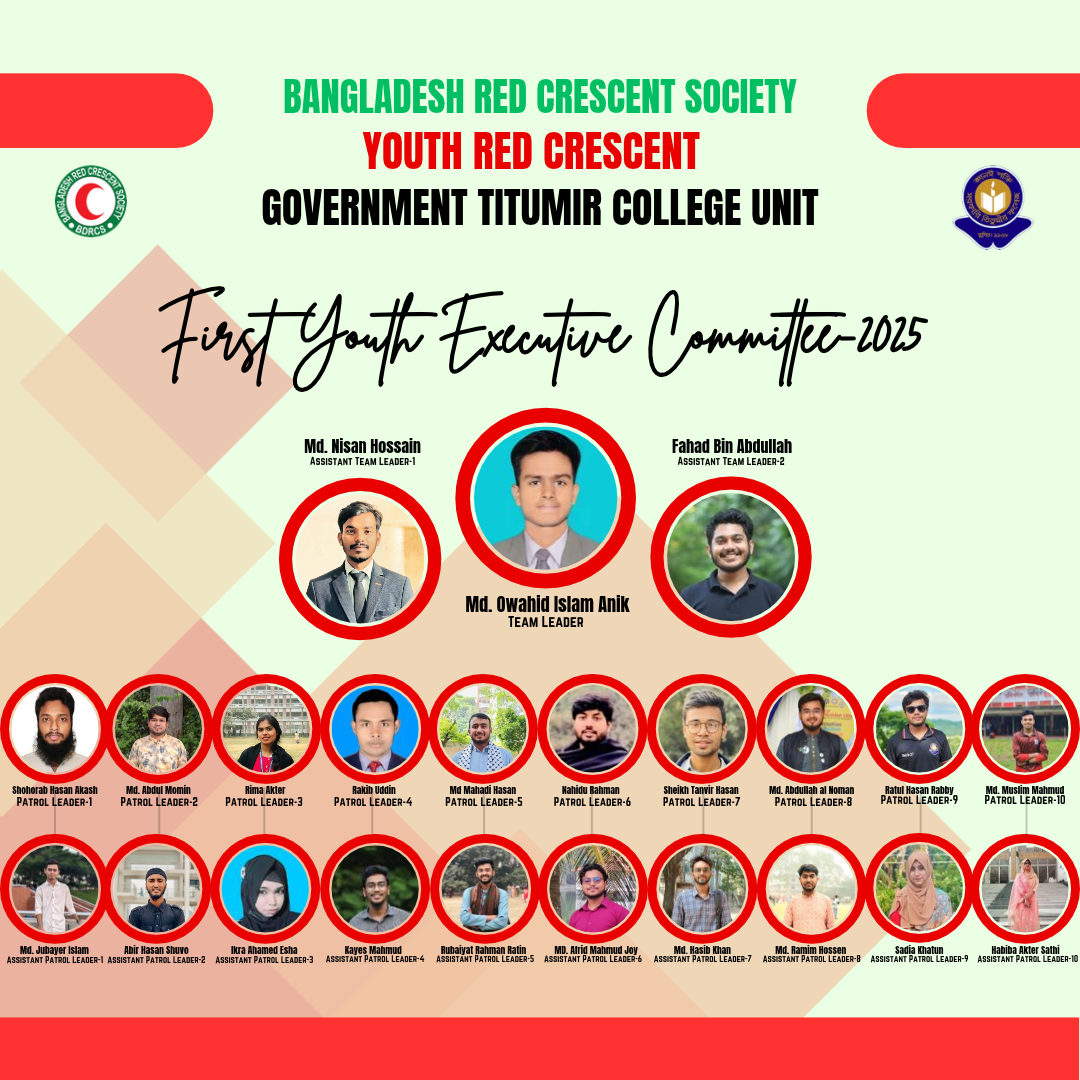 BANGLADESH RED CRESCENT SOCIETY
YOUTH RED CRESCENT
GOVERNMENT TITUMIR COLLEGE UNIT
BANGLADESH RED CRESCENT SOCIETY
BDRCS
জ্ঞানই শক্তি
সরকারি তিতুমীর কলেজ
First Youth Executive Committee-2025
Md. Nisan Hossain
Assistant Team Leader-1
Fahad Bin Abdullah
Assistant Team Leader-2
Md. Owahid Islam Anik
Team Leader
Shohorab Hasan Akash
Patrol Leader-1
Md. Abdul Momin
Patrol Leader-2
Rima Akter
Patrol Leader-3
Rakib Uddin
Patrol Leader-4
Md Mahadi Hasan
Patrol Leader-5
Nahidu Rahman
Patrol Leader-6
Sheikh Tanvir Hasan
Patrol Leader-7
Md. Abdullah al Noman
Patrol Leader-8
Ratul Hasan Rabby
Patrol Leader-9
Md. Muslim Mahmud
Patrol Leader-10
Md. Jubayer Islam
Assistant Patrol Leader-1
Abir Hasan Shuvo
Assistant Patrol Leader-2
Ikra Ahamed Esha
Assistant Patrol Leader-3
Kayes Mahmud
Assistant Patrol Leader-4
Rubaiyat Rahman Ratin
Assistant Patrol Leader-5
MD. Afrid Mahmud Joy
Assistant Patrol Leader-6
Md. Hasib Khan
Assistant Patrol Leader-7
Md. Ramim Hossen
Assistant Patrol Leader-8
Sadia Khatun
Assistant Patrol Leader-9
Habiba Akter Sathi
Assistant Patrol Leader-10